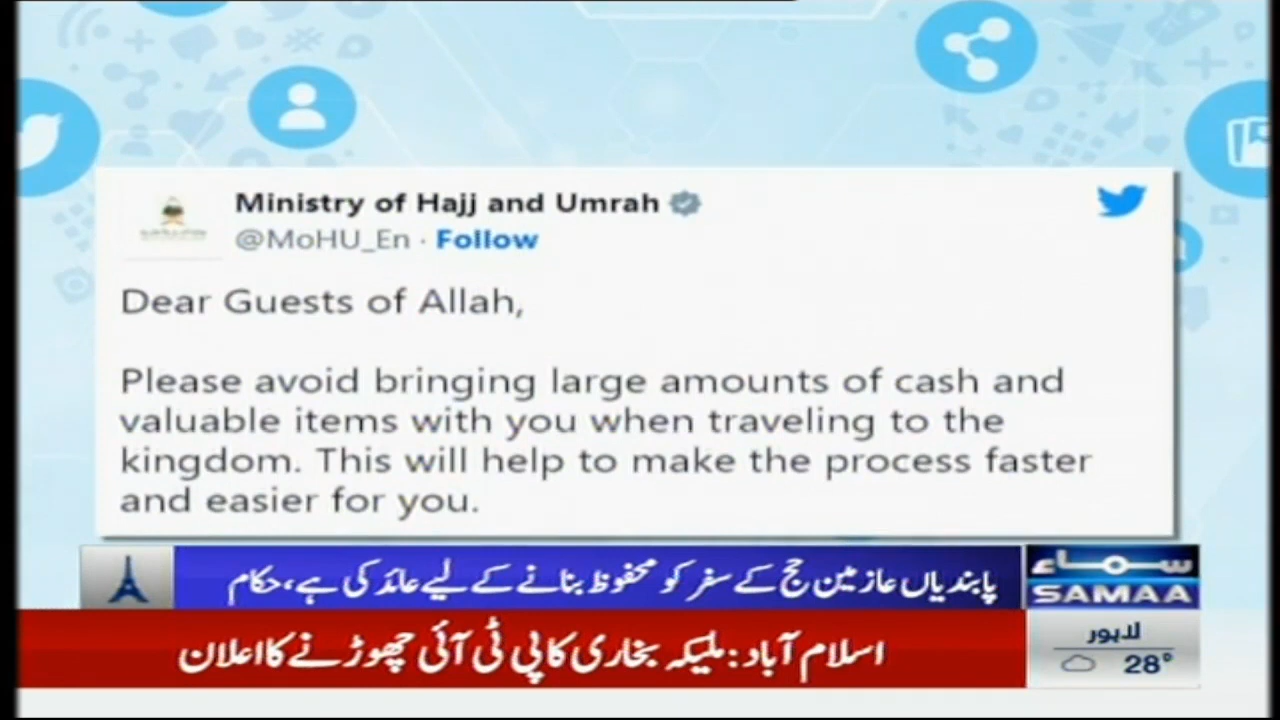 Ministry of Hajj and Umrah
@MoHU_En · Follow
Dear Guests of Allah,
Please avoid bringing large amounts of cash and
valuable items with you when traveling to the
kingdom. This will help to make the process faster
and easier for you.
پابندیاں عازمین حج کے سفر کو محفوظ بنانے کے لیے عائد کی ہے، حکام
سماء
SAMAA
اسلام آباد: ملیکہ بخاری کا پی ٹی آئی چھوڑنے کا اعلان
لاہور
28°